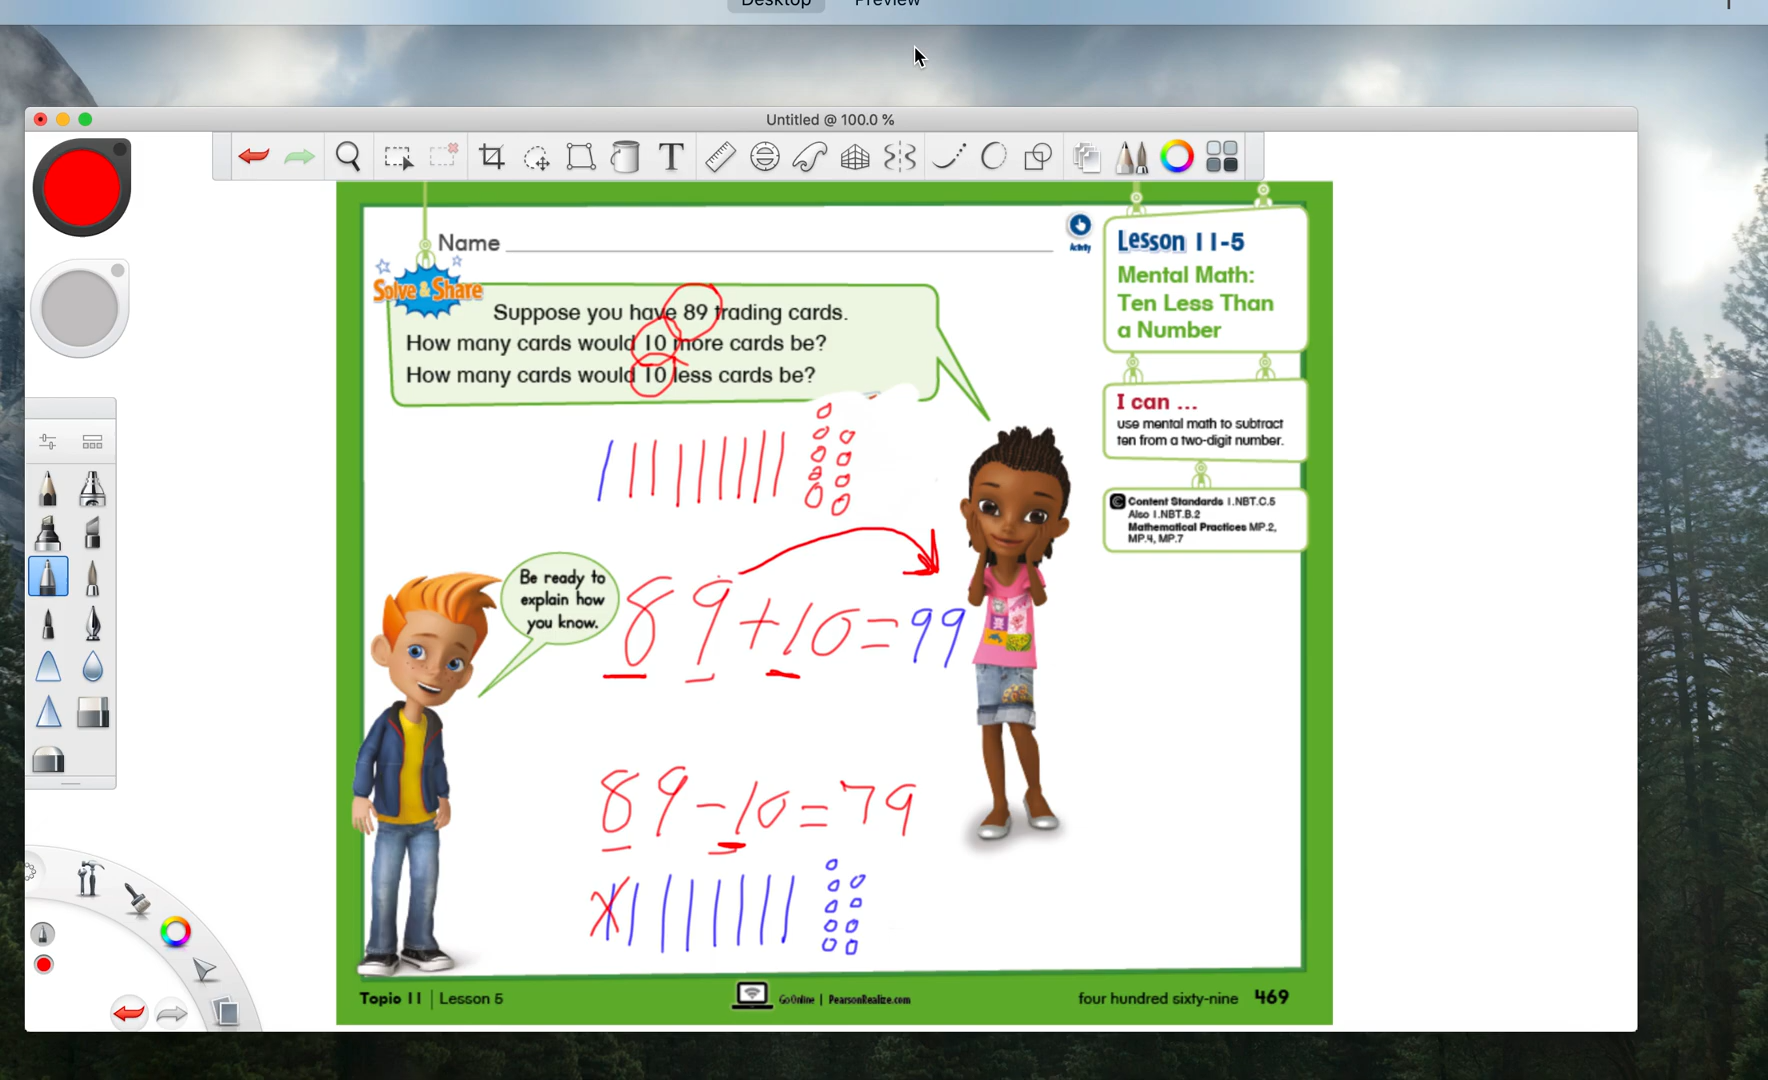 Desktop Preview
Untitled @ 100.0 %
T
Name
Activity
Solve & Share
Suppose you have 89 trading cards.
How many cards would 10 more cards be?
How many cards would 10 less cards be?
Lesson 11-5
Mental Math:
Ten Less Than
a Number
I can ...
use mental math to subtract
ten from a two-digit number.
Content Standards 1.NBT.C.5
Also 1.NBT.B.2
Mathematical Practices MP.2,
MP.4, MP.7
Be ready to
explain how
you know.
89+10=99
89-10=79
Topic 11 | Lesson 5
Go Online | PearsonRealize.com
four hundred sixty-nine 469